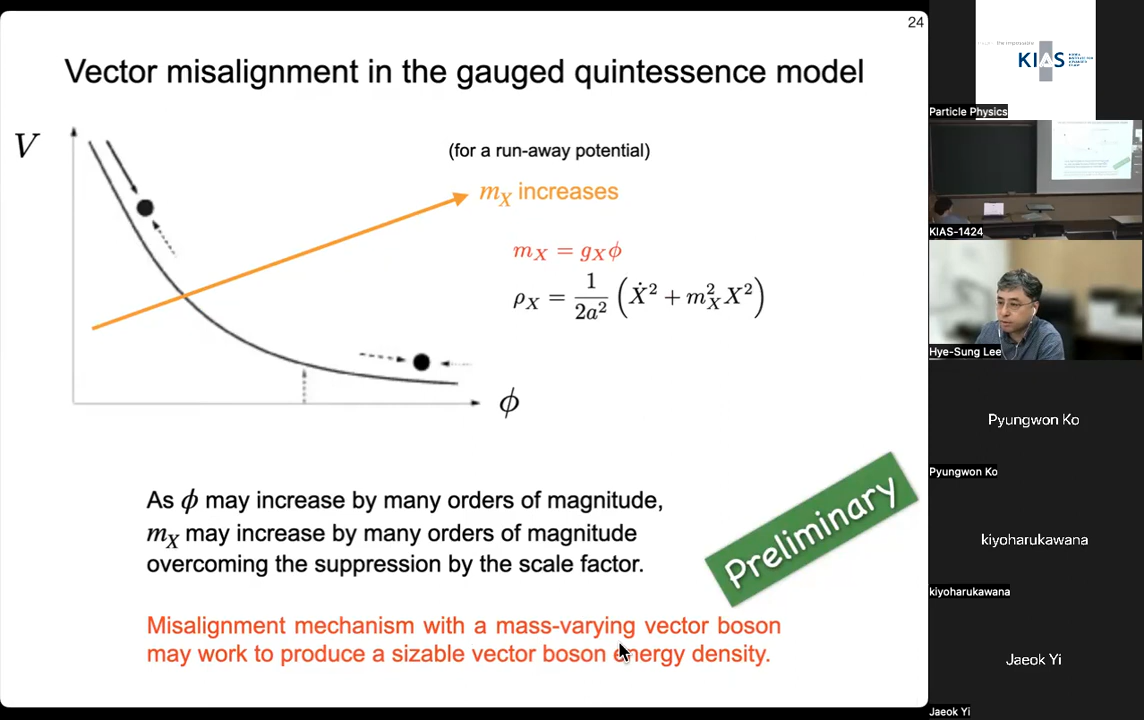 24
Vector misalignment in the gauged quintessence model
V
(for a run-away potential)
m_X increases
m_X = g_X ϕ
ρ_X = 1/(2a²) (Ẋ² + m_X² X²)
ϕ
As ϕ may increase by many orders of magnitude,
m_X may increase by many orders of magnitude
overcoming the suppression by the scale factor.
Preliminary
Misalignment mechanism with a mass-varying vector boson
may work to produce a sizable vector boson energy density.
KIAS
Particle Physics
KIAS-1424
Hye-Sung Lee
Pyungwon Ko
Pyungwon Ko
kiyoharukawana
kiyoharukawana
Jaeok Yi
Jaeok Yi